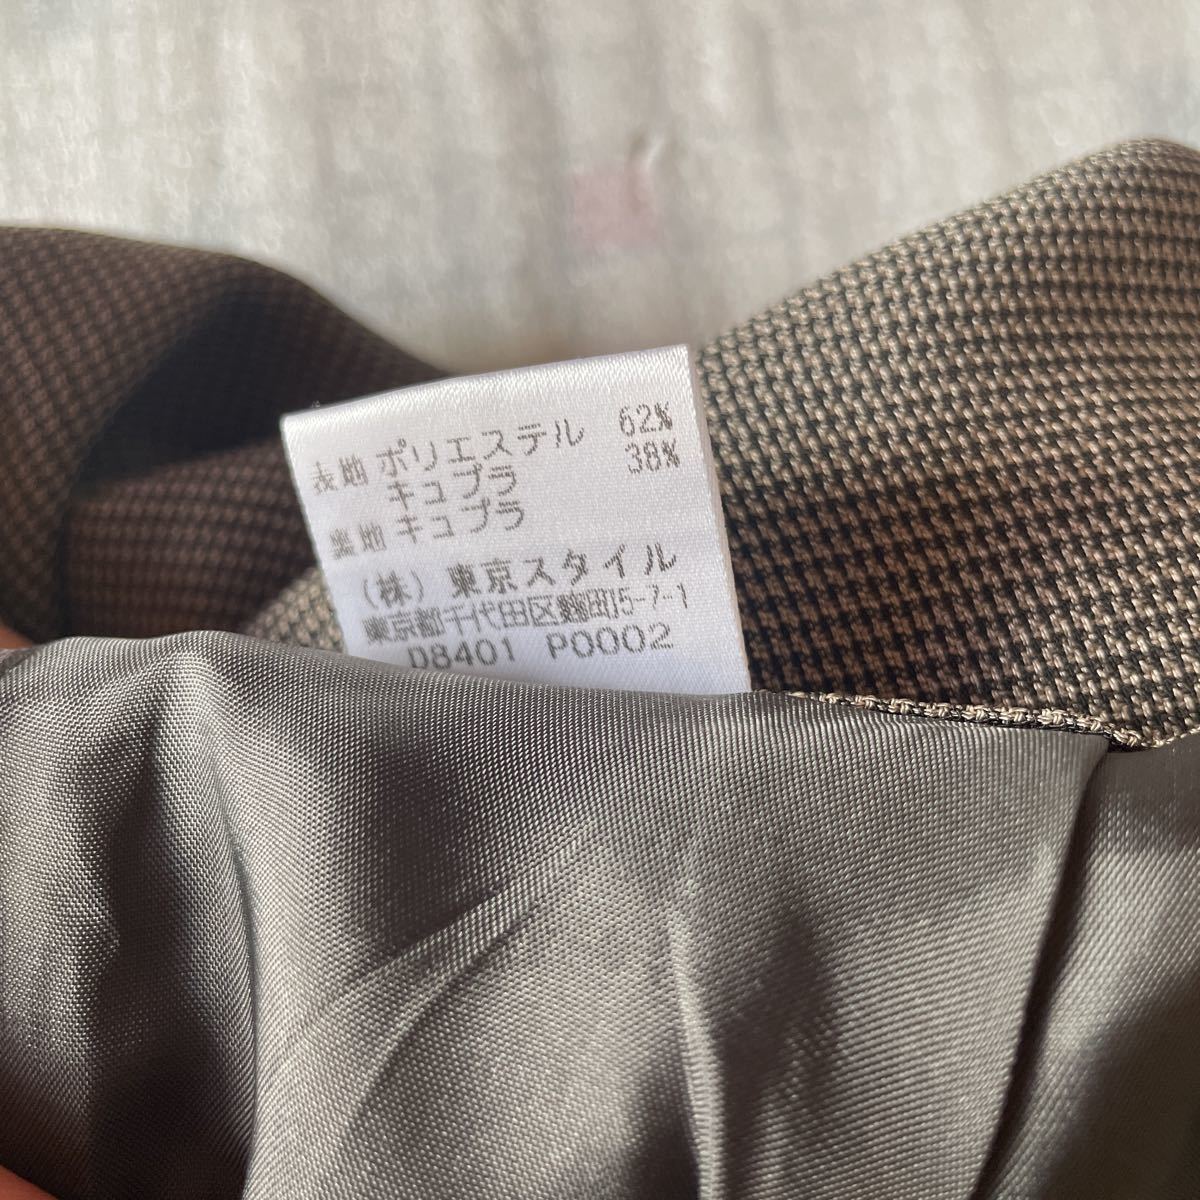 表地 ポリエステル 62%
キュプラ 38%
裏地 キュプラ
(株) 東京スタイル
東京都千代田区麹町5-7-1
D8401 P0002